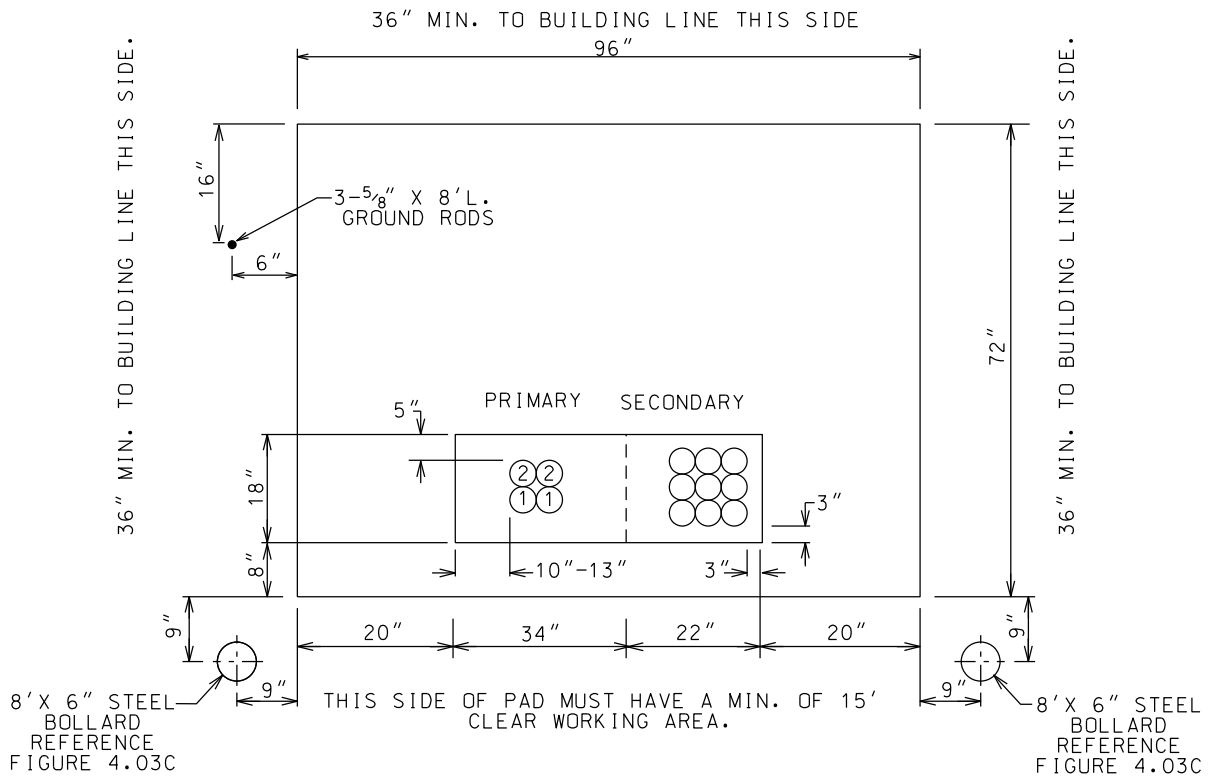 36" MIN. TO BUILDING LINE THIS SIDE
96"
36" MIN. TO BUILDING LINE THIS SIDE.
36" MIN. TO BUILDING LINE THIS SIDE.
16"
3-5/8" X 8'L.
GROUND RODS
6"
72"
PRIMARY
SECONDARY
5"
2 2
1 1
18"
3"
8"
10"-13"
3"
9"
9"
20"
34"
22"
20"
9"
9"
THIS SIDE OF PAD MUST HAVE A MIN. OF 15'
CLEAR WORKING AREA.
8'X 6" STEEL
BOLLARD
REFERENCE
FIGURE 4.03C
8'X 6" STEEL
BOLLARD
REFERENCE
FIGURE 4.03C